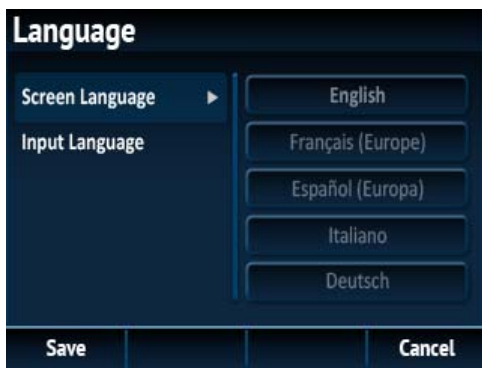 Language
Screen Language
Input Language
English
Français (Europe)
Español (Europa)
Italiano
Deutsch
Save
Cancel